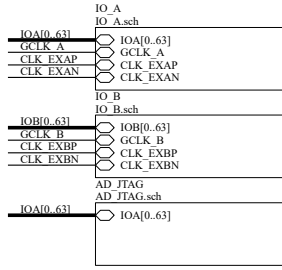 IO_A
IO_A.sch
IOA[0..63] IOA[0..63]
GCLK_A GCLK_A
CLK_EXAP CLK_EXAP
CLK_EXAN CLK_EXAN
IO_B
IO_B.sch
IOB[0..63] IOB[0..63]
GCLK_B GCLK_B
CLK_EXBP CLK_EXBP
CLK_EXBN CLK_EXBN
AD_JTAG
AD_JTAG.sch
IOA[0..63] IOA[0..63]